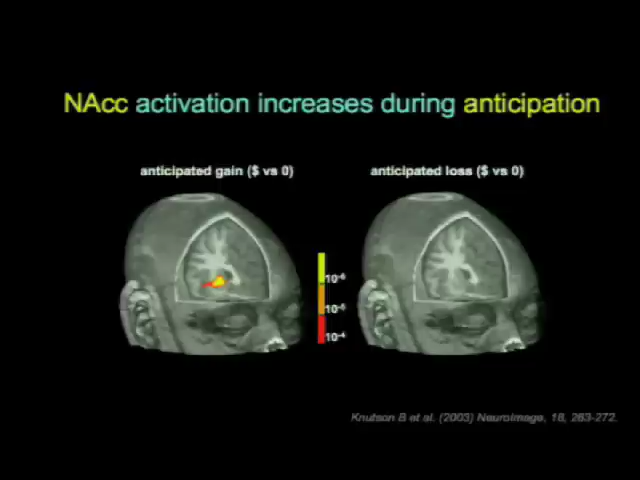 NAcc activation increases during anticipation
anticipated gain ($ vs 0)
anticipated loss ($ vs 0)
10-6
10-5
10-4
Knutson B et al. (2003) Neuroimage, 18, 263-272.